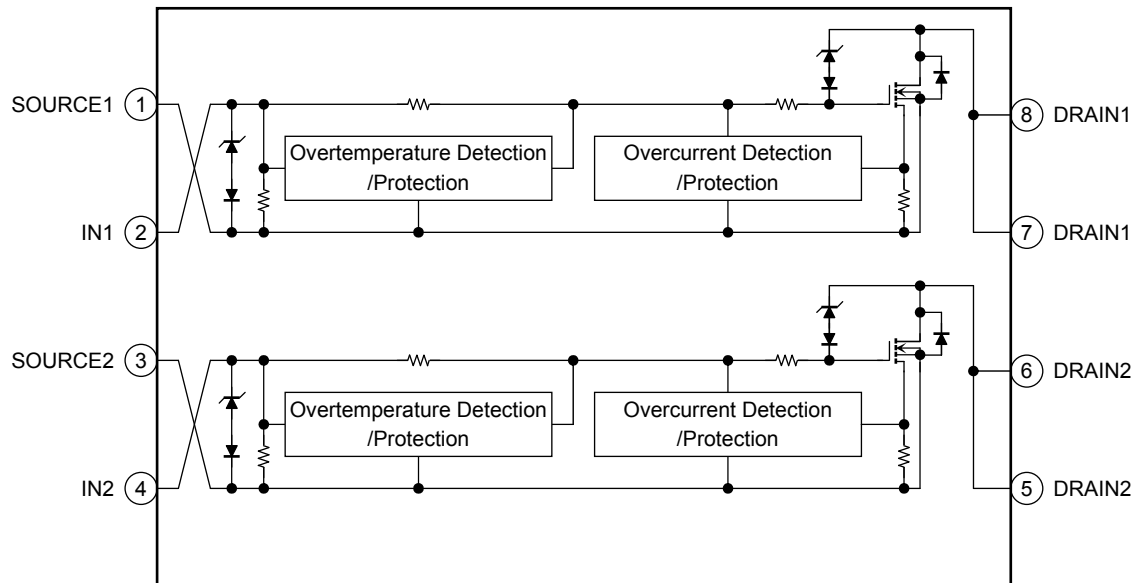 SOURCE1 1
Overtemperature Detection
/Protection
Overcurrent Detection
/Protection
8 DRAIN1
IN1 2
7 DRAIN1
SOURCE2 3
Overtemperature Detection
/Protection
Overcurrent Detection
/Protection
6 DRAIN2
IN2 4
5 DRAIN2